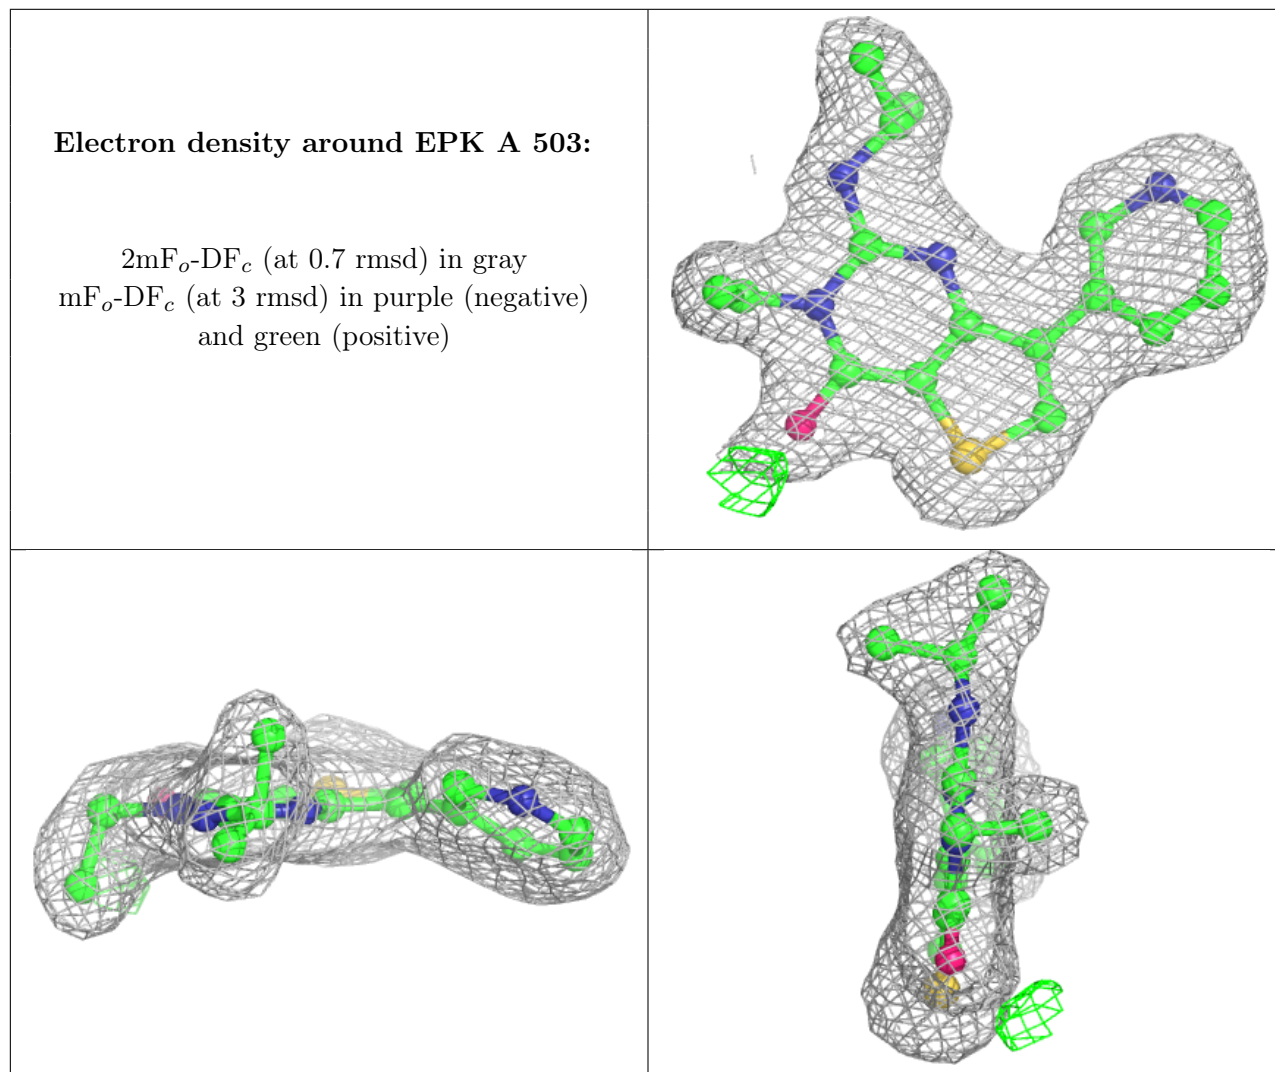 Electron density around EPK A 503:
2mFₒ-DF𝒸 (at 0.7 rmsd) in gray
mFₒ-DF𝒸 (at 3 rmsd) in purple (negative)
and green (positive)